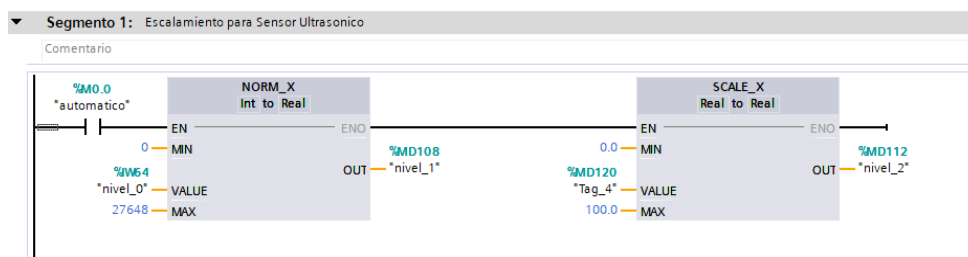 Segmento 1: Escalamiento para Sensor Ultrasonico
Comentario
%M0.0
"automatico"
NORM_X
Int to Real
EN
ENO
0
MIN
%IW64
"nivel_0"
VALUE
27648
MAX
OUT
%MD108
"nivel_1"
SCALE_X
Real to Real
EN
ENO
0.0
MIN
%MD120
"Tag_4"
VALUE
100.0
MAX
OUT
%MD112
"nivel_2"